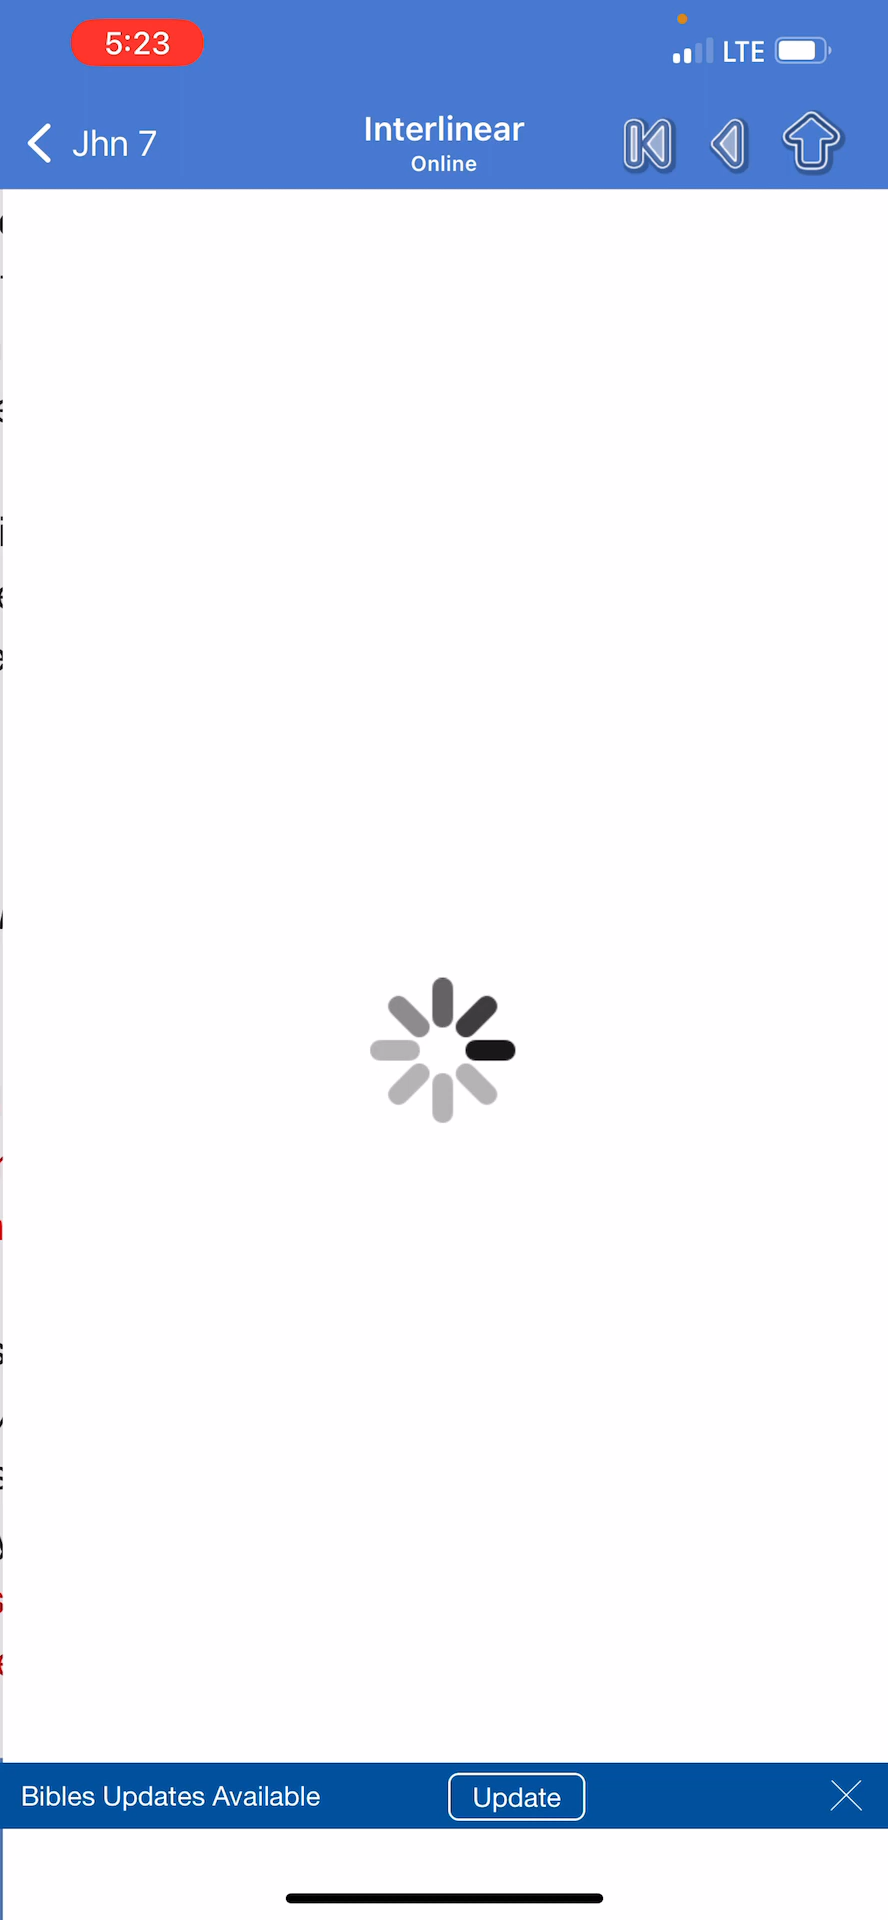 5:23
LTE
Jhn 7
Interlinear
Online
Bibles Updates Available
Update